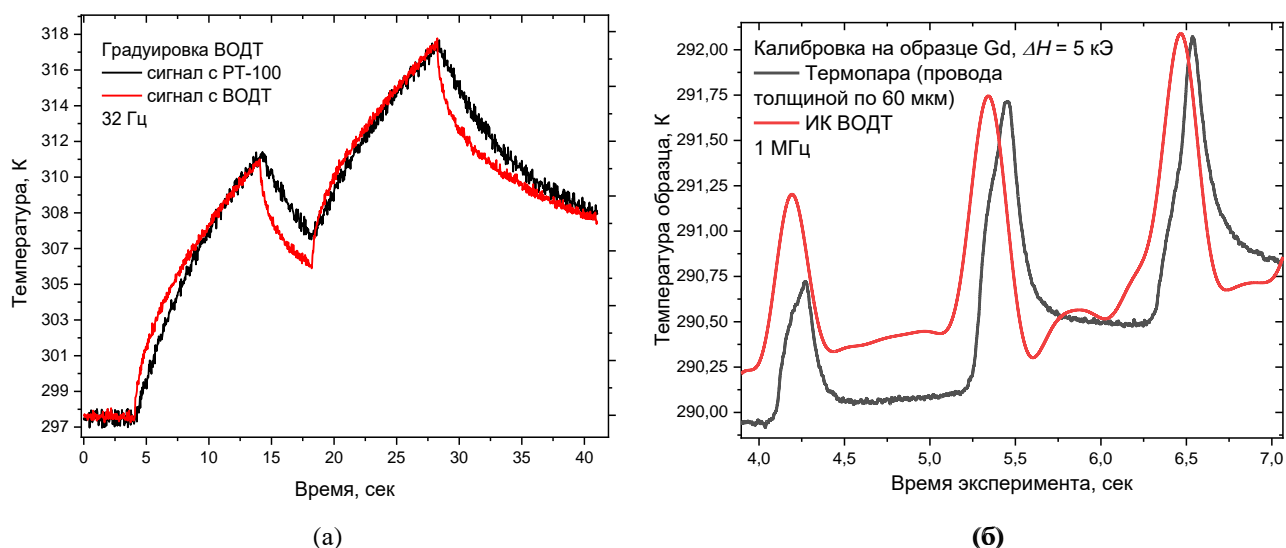 318
316
314
312
310
308
307
305
303
301
299
297
Температура, К
Градуировка ВОДТ
сигнал с РТ-100
сигнал с ВОДТ
32 Гц
0 5 10 15 20 25 30 35 40
Время, сек
(а)
292,00
291,75
291,50
291,25
291,00
290,75
290,50
290,25
290,00
Температура образца, К
Калибровка на образце Gd, ΔH = 5 кЭ
Термопара (провода
толщиной по 60 мкм)
ИК ВОДТ
1 МГц
4,0 4,5 5,0 5,5 6,0 6,5 7,0
Время эксперимента, сек
(б)